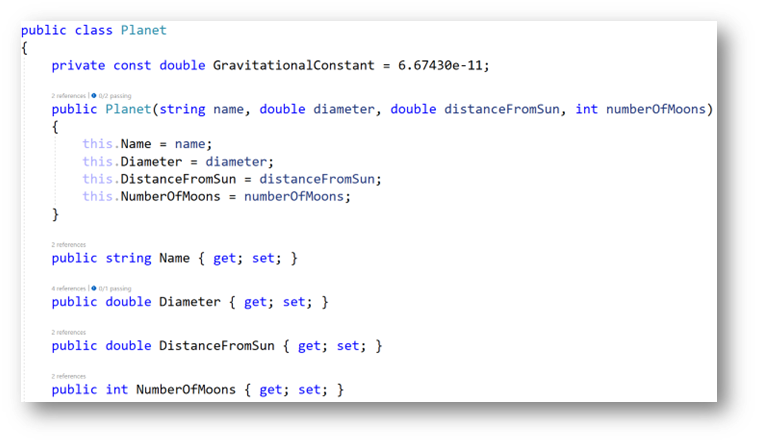 public class Planet
{
private const double GravitationalConstant = 6.67430e-11;
2 references | 0/2 passing
public Planet(string name, double diameter, double distanceFromSun, int numberOfMoons)
{
this.Name = name;
this.Diameter = diameter;
this.DistanceFromSun = distanceFromSun;
this.NumberOfMoons = numberOfMoons;
}
2 references
public string Name { get; set; }
4 references | 0/1 passing
public double Diameter { get; set; }
2 references
public double DistanceFromSun { get; set; }
2 references
public int NumberOfMoons { get; set; }